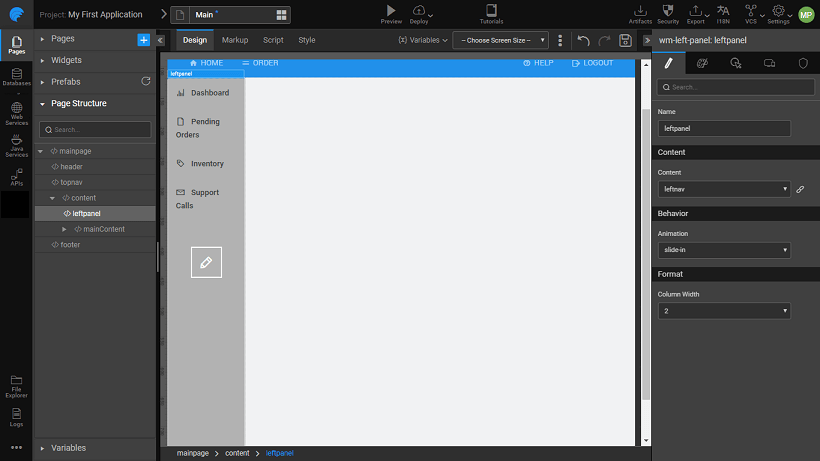 Project: My First Application
Main *
Preview
Deploy
Tutorials
Artifacts
Security
Export
I18N
VCS
Settings
MP
Pages
Databases
Web
Services
Java
Services
APIs
File
Explorer
Logs
Pages
Widgets
Prefabs
Page Structure
Search...
mainpage
header
topnav
content
leftpanel
mainContent
footer
Variables
Design
Markup
Script
Style
(x) Variables
-- Choose Screen Size --
HOME
ORDER
HELP
LOGOUT
leftpanel
Dashboard
Pending
Orders
Inventory
Support
Calls
mainpage > content > leftpanel
wm-left-panel: leftpanel
Search...
Name
leftpanel
Content
Content
leftnav
Behavior
Animation
slide-in
Format
Column Width
2